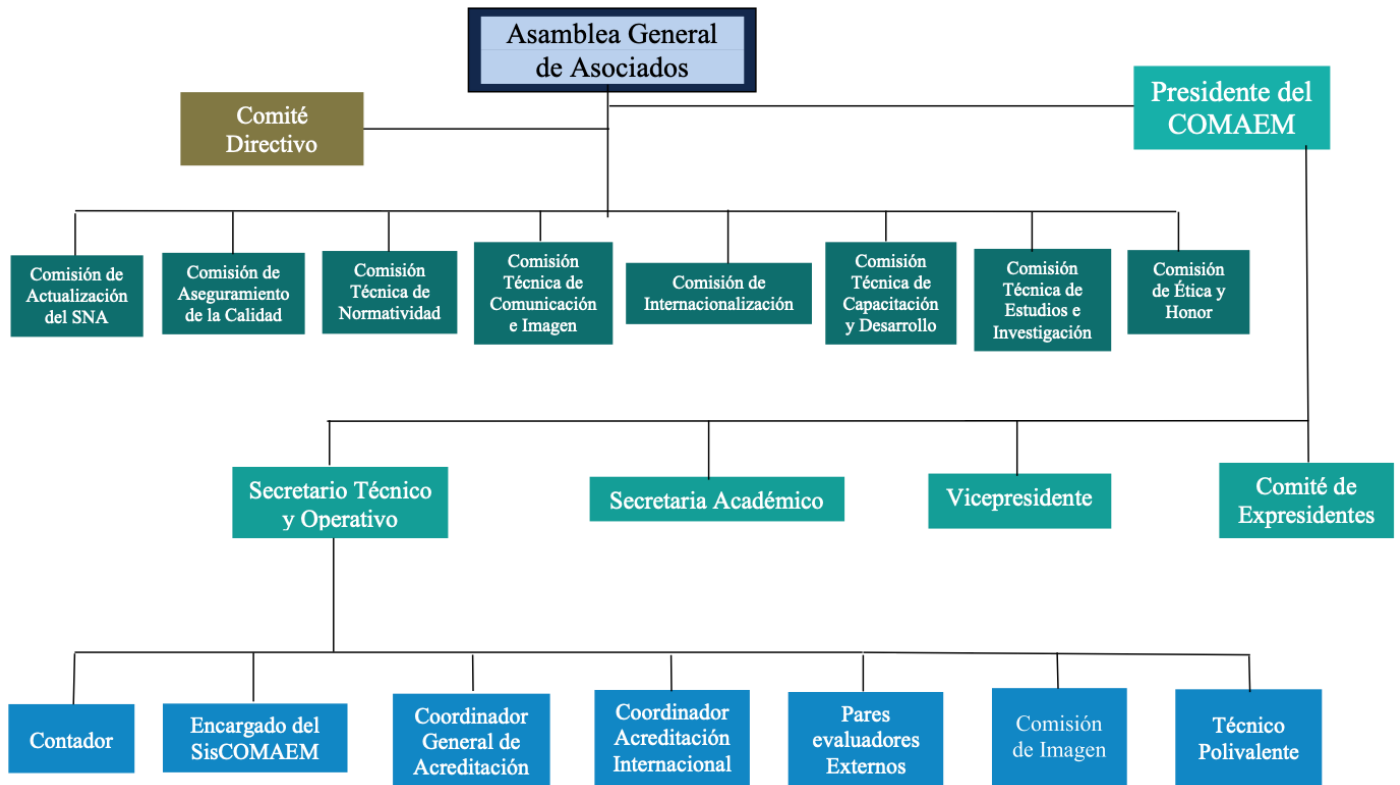 Asamblea General
de Asociados
Comité
Directivo
Presidente del
COMAEM
Comisión de
Actualización
del SNA
Comisión de
Aseguramiento
de la Calidad
Comisión
Técnica de
Normatividad
Comisión
Técnica de
Comunicación
e Imagen
Comisión de
Internacionalización
Comisión
Técnica de
Capacitación
y Desarrollo
Comisión
Técnica de
Estudios e
Investigación
Comisión
de Ética y
Honor
Secretario Técnico
y Operativo
Secretaria Académico
Vicepresidente
Comité de
Expresidentes
Contador
Encargado del
SisCOMAEM
Coordinador
General de
Acreditación
Coordinador
Acreditación
Internacional
Pares
evaluadores
Externos
Comisión
de Imagen
Técnico
Polivalente